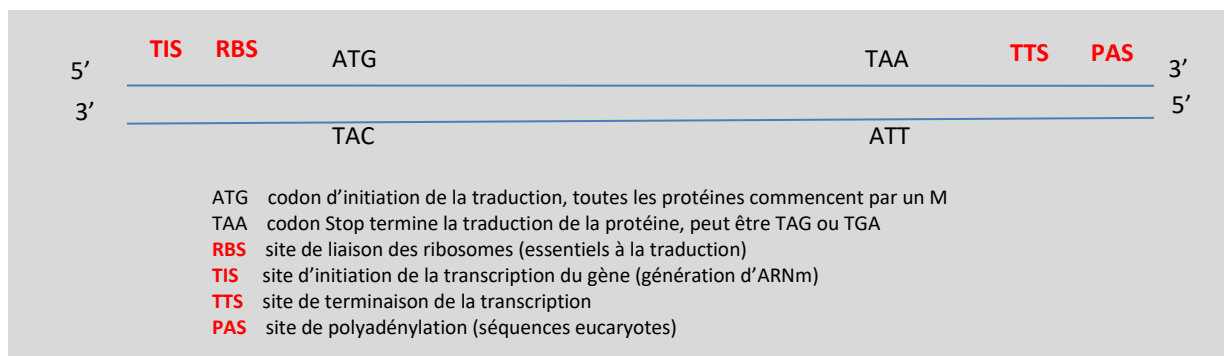 TIS RBS ATG TAA TTS PAS
5’ 3’
3’ 5’
TAC ATT
ATG codon d’initiation de la traduction, toutes les protéines commencent par un M
TAA codon Stop termine la traduction de la protéine, peut être TAG ou TGA
RBS site de liaison des ribosomes (essentiels à la traduction)
TIS site d’initiation de la transcription du gène (génération d’ARNm)
TTS site de terminaison de la transcription
PAS site de polyadénylation (séquences eucaryotes)